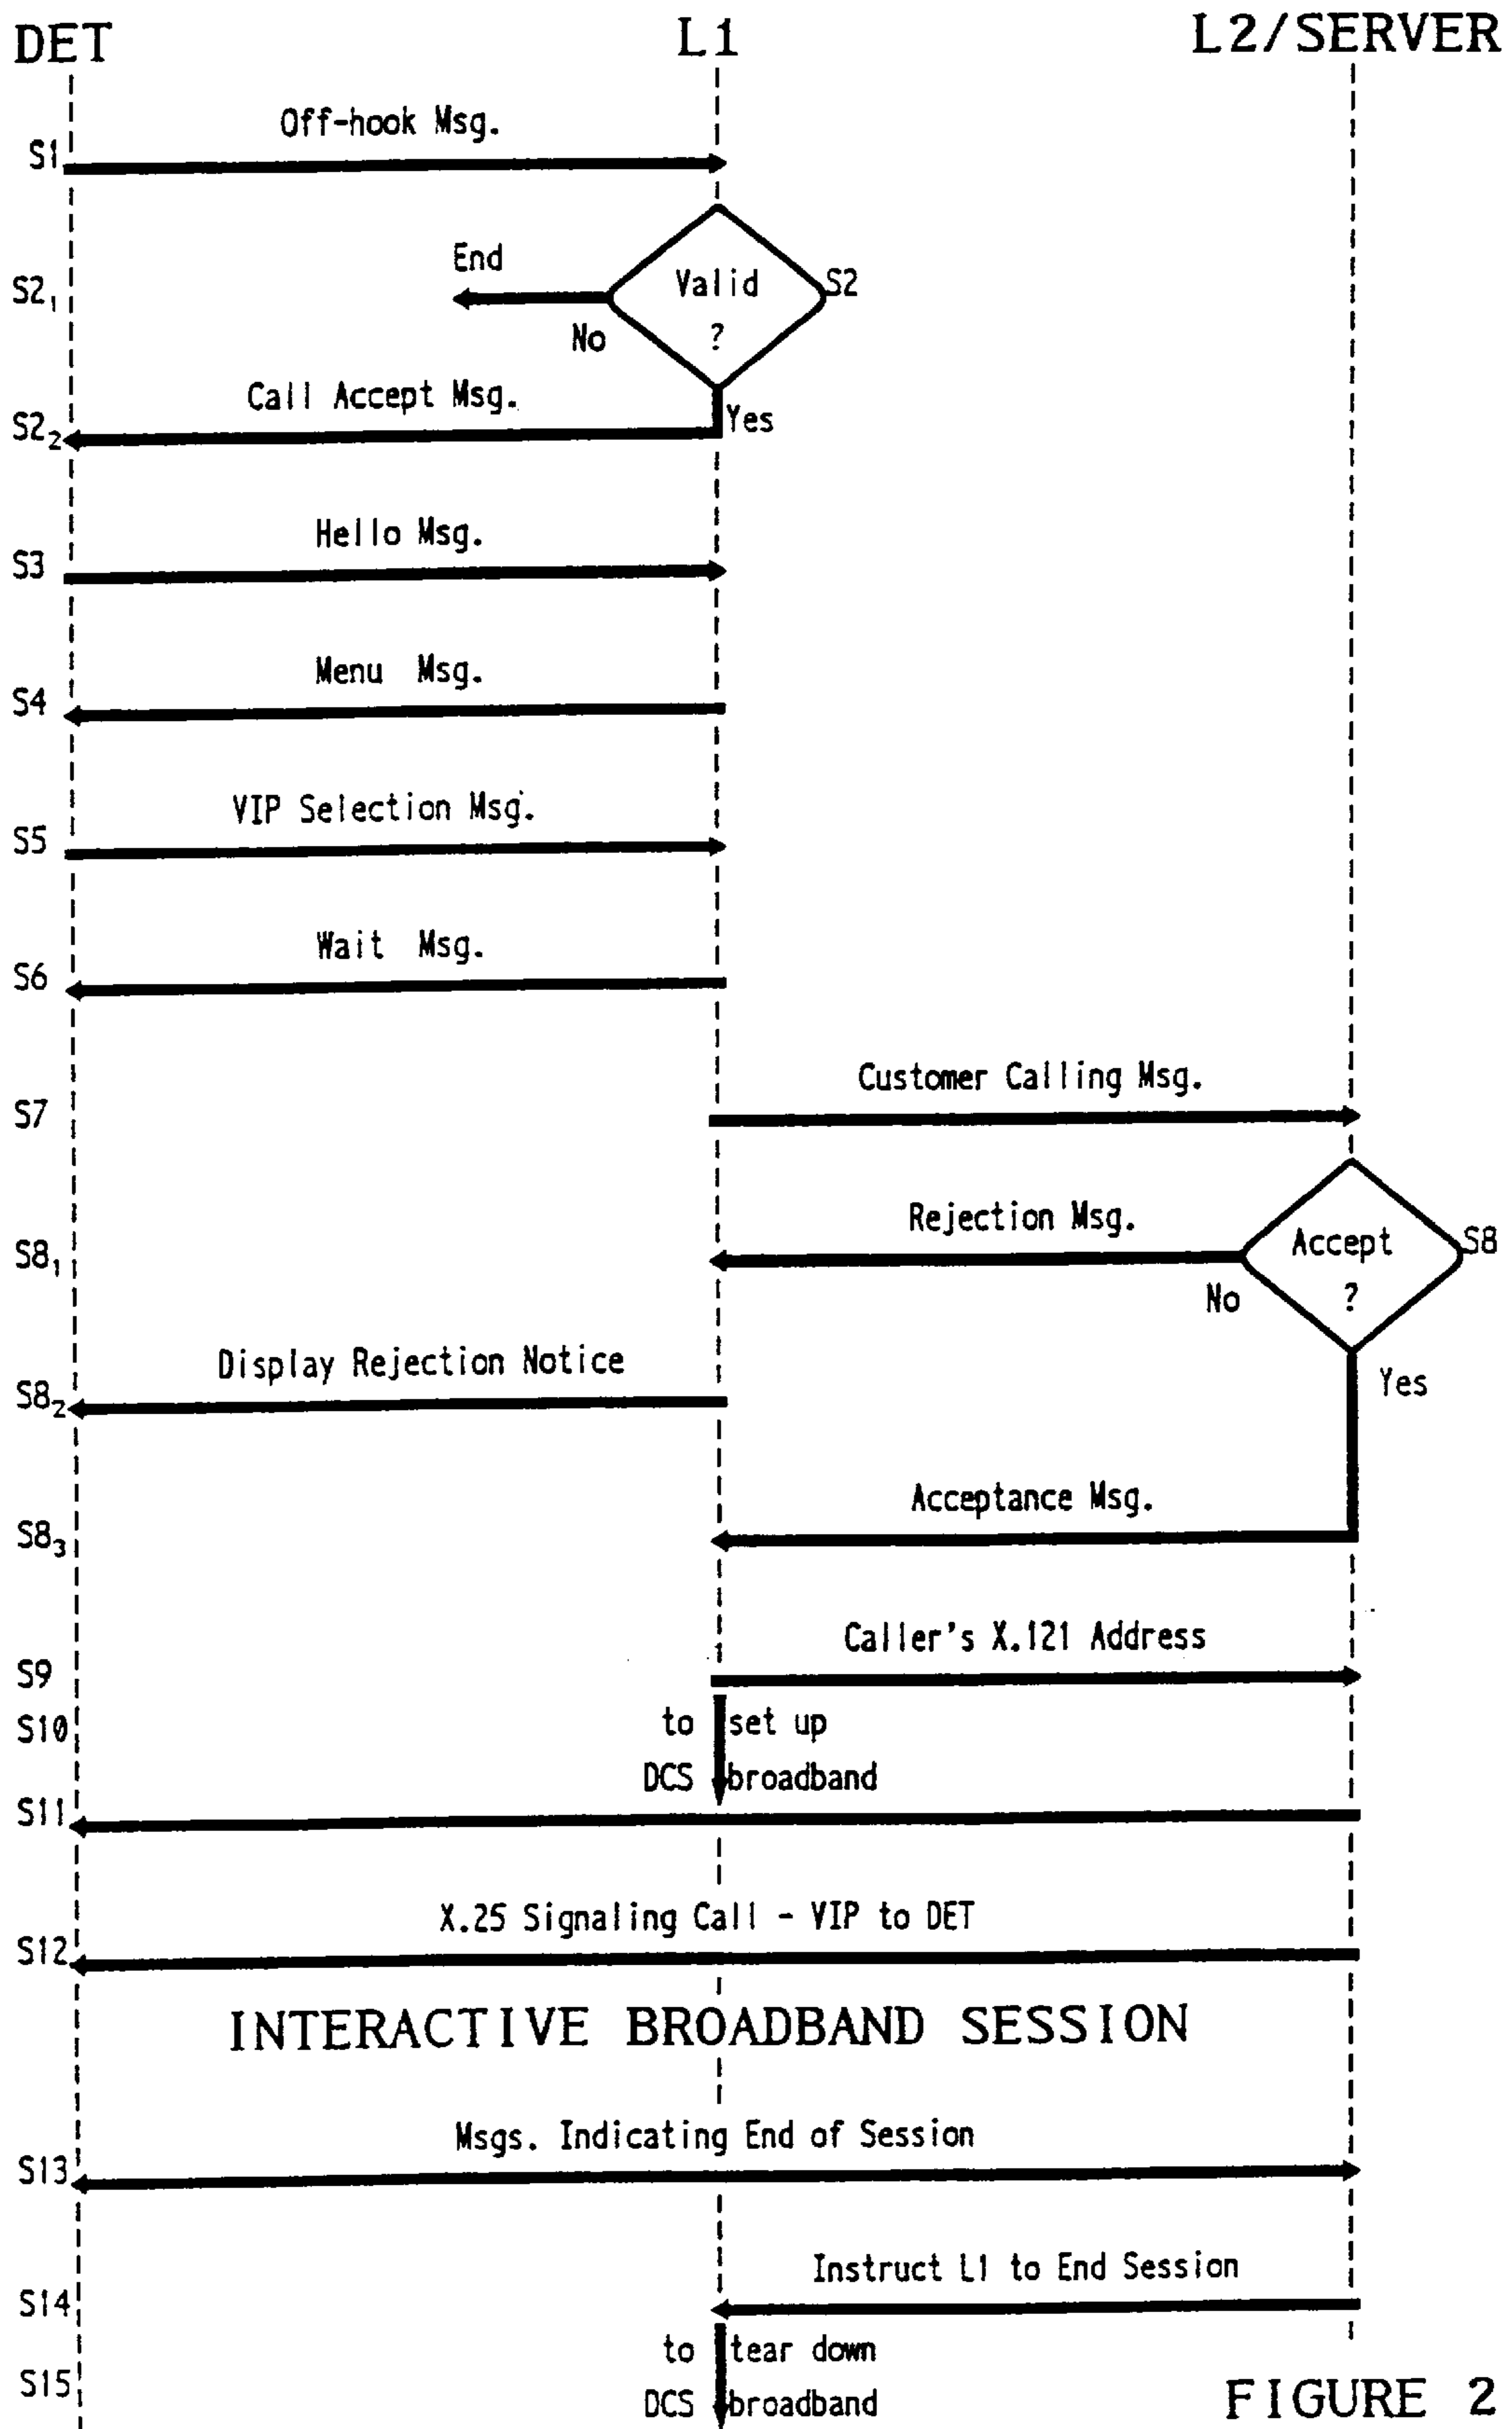 DET L1 L2/SERVER
Off-hook Msg.
S1
End
Valid
?
S2
S2₁
No
Call Accept Msg.
Yes
S2₂
Hello Msg.
S3
Menu Msg.
S4
VIP Selection Msg.
S5
Wait Msg.
S6
Customer Calling Msg.
S7
Rejection Msg.
Accept
?
S8
S8₁
No
Display Rejection Notice
Yes
S8₂
Acceptance Msg.
S8₃
Caller's X.121 Address
S9
S10
to set up
DCS broadband
S11
X.25 Signaling Call - VIP to DET
S12
INTERACTIVE BROADBAND SESSION
Msgs. Indicating End of Session
S13
Instruct L1 to End Session
S14
to tear down
S15
DCS broadband
FIGURE 2